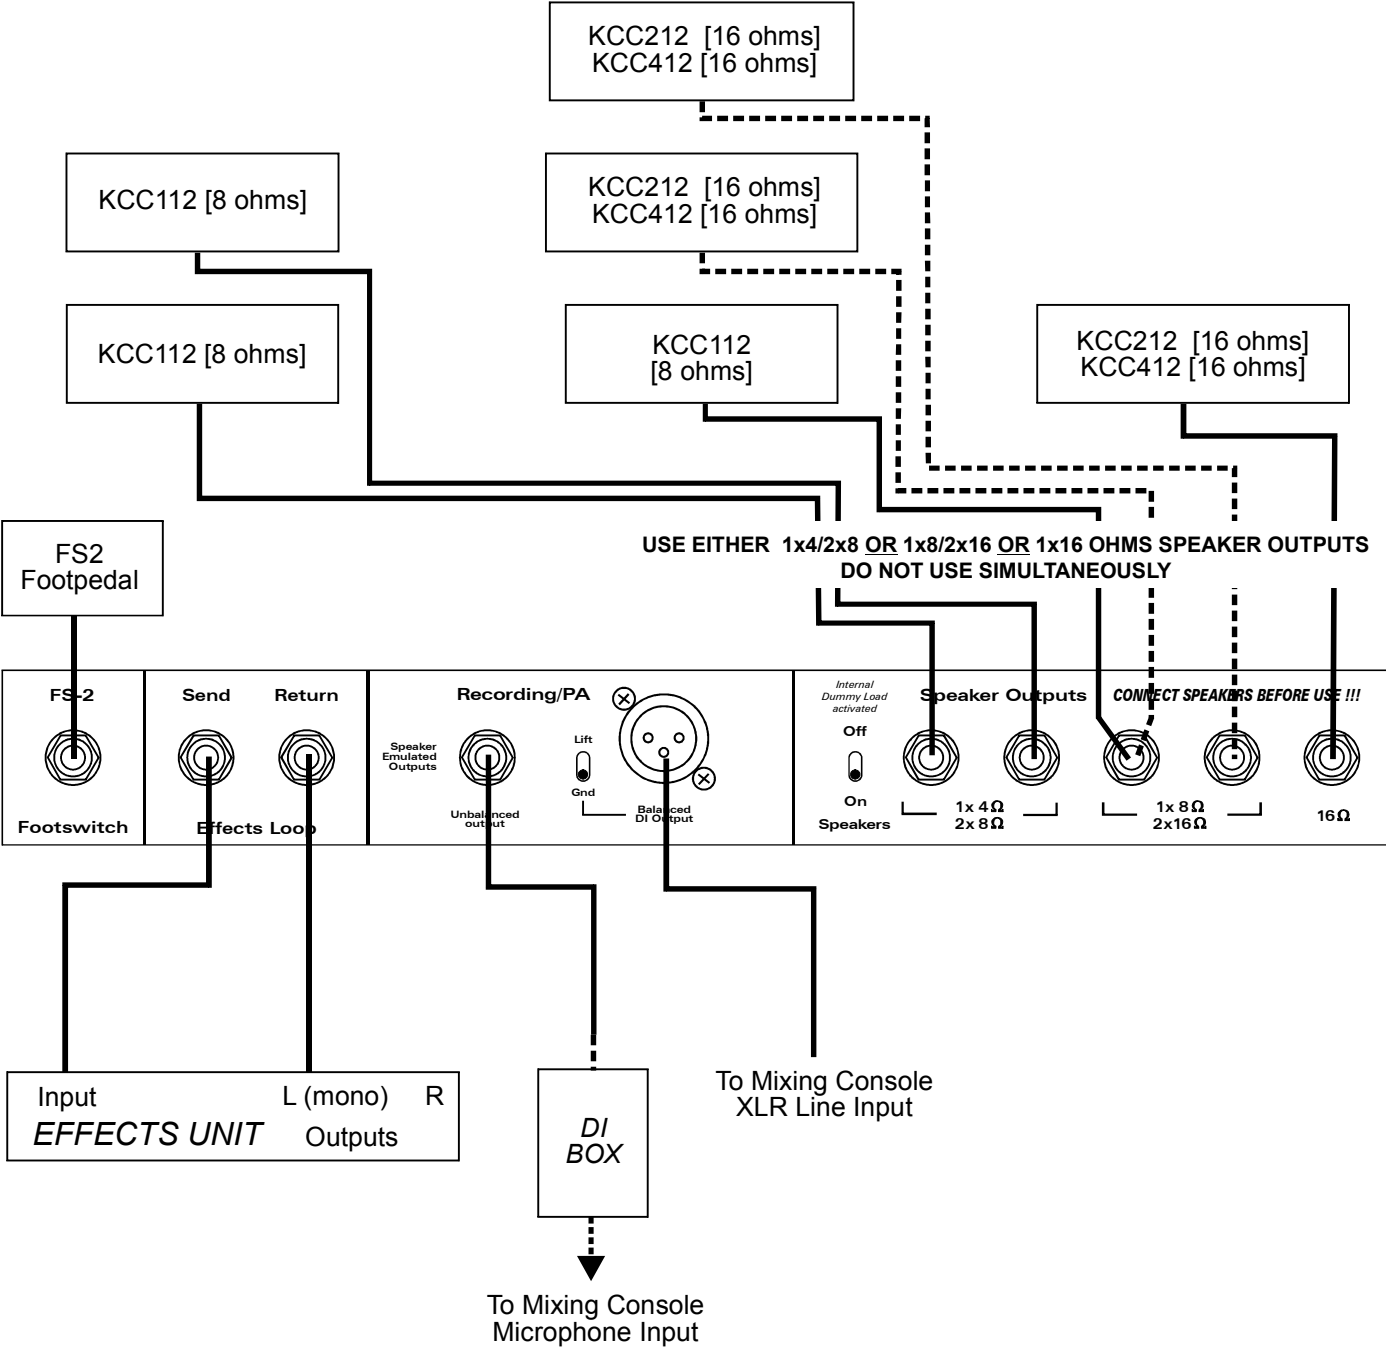 KCC212 [16 ohms]
KCC412 [16 ohms]
KCC112 [8 ohms]
KCC212 [16 ohms]
KCC412 [16 ohms]
KCC112 [8 ohms]
KCC112
[8 ohms]
KCC212 [16 ohms]
KCC412 [16 ohms]
USE EITHER 1x4/2x8 OR 1x8/2x16 OR 1x16 OHMS SPEAKER OUTPUTS
DO NOT USE SIMULTANEOUSLY
FS2
Footpedal
FS-2
Footswitch
Send
Return
Effects Loop
Recording/PA
Speaker
Emulated
Outputs
Unbalanced
output
Lift
Gnd
Balanced
DI Output
Internal
Dummy Load
activated
Off
On
Speakers
Speaker Outputs
CONNECT SPEAKERS BEFORE USE !!!
1x 4Ω
2x 8Ω
1x 8Ω
2x16Ω
16Ω
Input
L (mono)
R
EFFECTS UNIT
Outputs
DI
BOX
To Mixing Console
XLR Line Input
To Mixing Console
Microphone Input